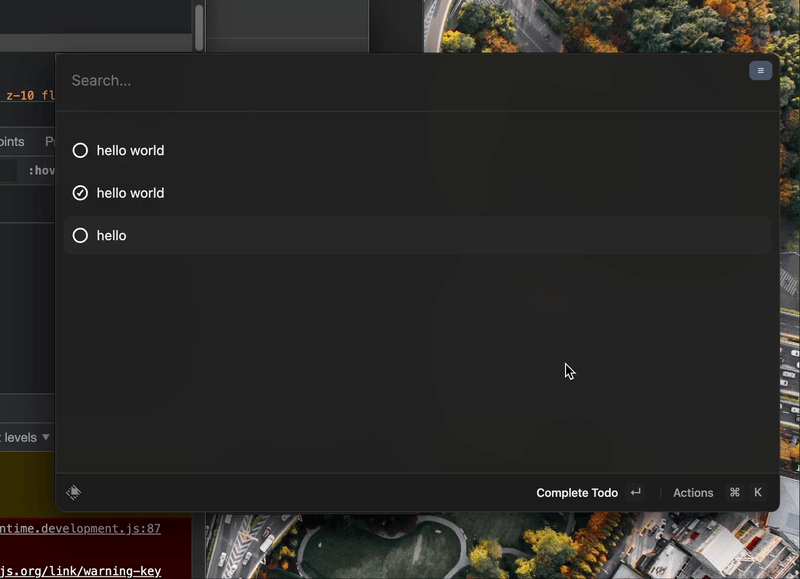 Search...
z-10 fl
hello world
oints
P
:hov
hello world
hello
levels
Complete Todo
Actions ⌘ K
ntime.development.js:87
js.org/link/warning-key